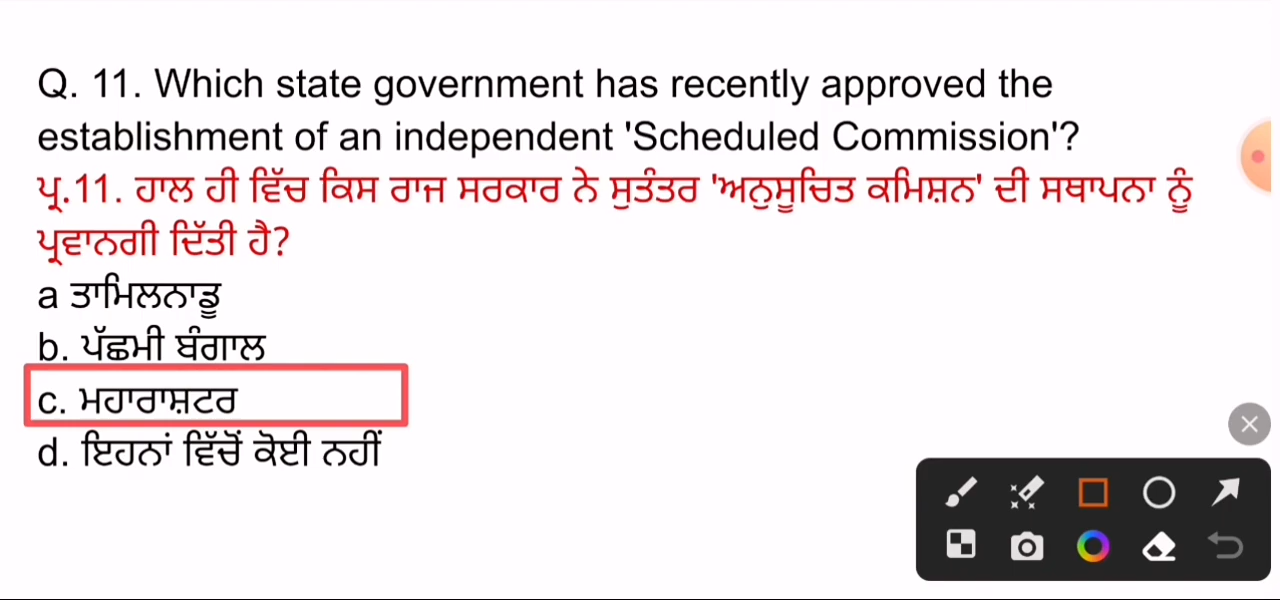 Q. 11. Which state government has recently approved the
establishment of an independent 'Scheduled Commission'?
ਪ੍ਰ.11. ਹਾਲ ਹੀ ਵਿੱਚ ਕਿਸ ਰਾਜ ਸਰਕਾਰ ਨੇ ਸੁਤੰਤਰ 'ਅਨੁਸੂਚਿਤ ਕਮਿਸ਼ਨ' ਦੀ ਸਥਾਪਨਾ ਨੂੰ
ਪ੍ਰਵਾਨਗੀ ਦਿੱਤੀ ਹੈ?
a ਤਾਮਿਲਨਾਡੂ
b. ਪੱਛਮੀ ਬੰਗਾਲ
c. ਮਹਾਰਾਸ਼ਟਰ
d. ਇਹਨਾਂ ਵਿੱਚੋਂ ਕੋਈ ਨਹੀਂ